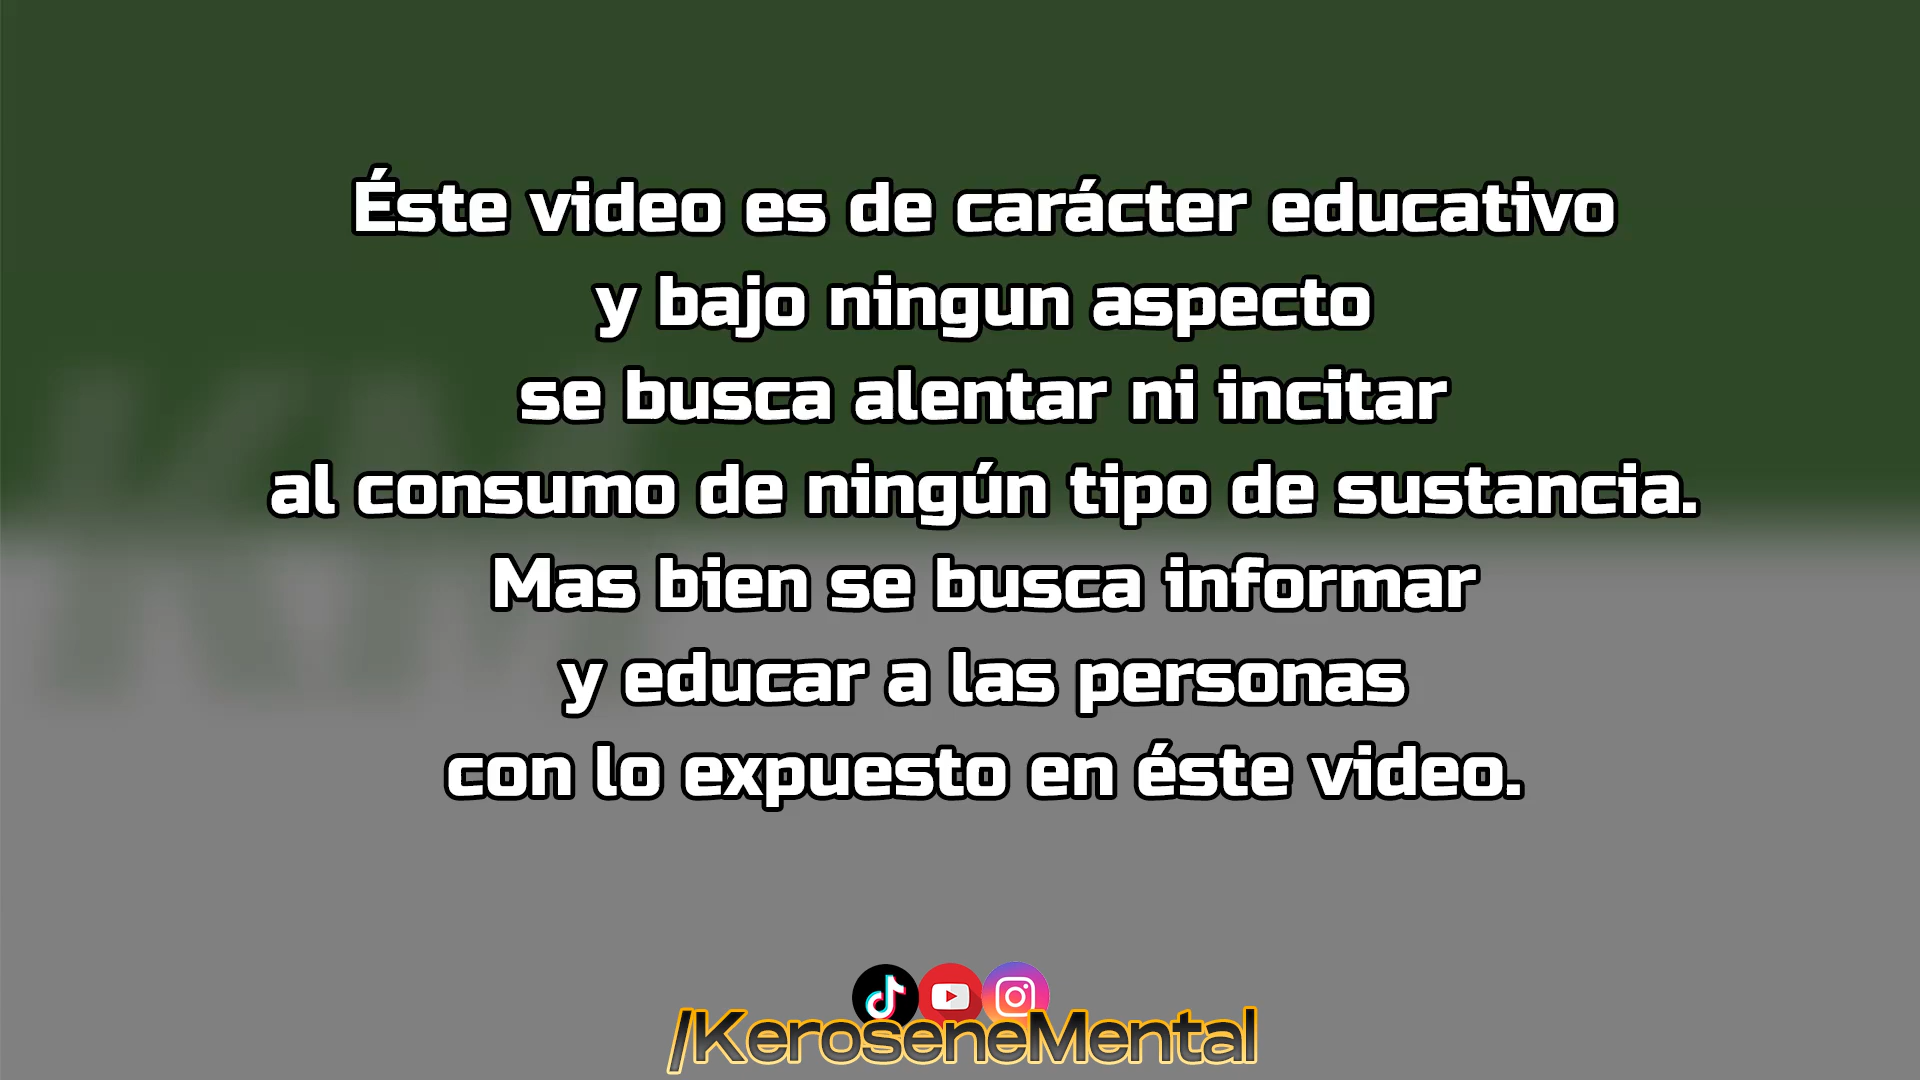 Éste video es de carácter educativo
y bajo ningun aspecto
se busca alentar ni incitar
al consumo de ningún tipo de sustancia.
Mas bien se busca informar
y educar a las personas
con lo expuesto en éste video.
KM
/KeroseneMental